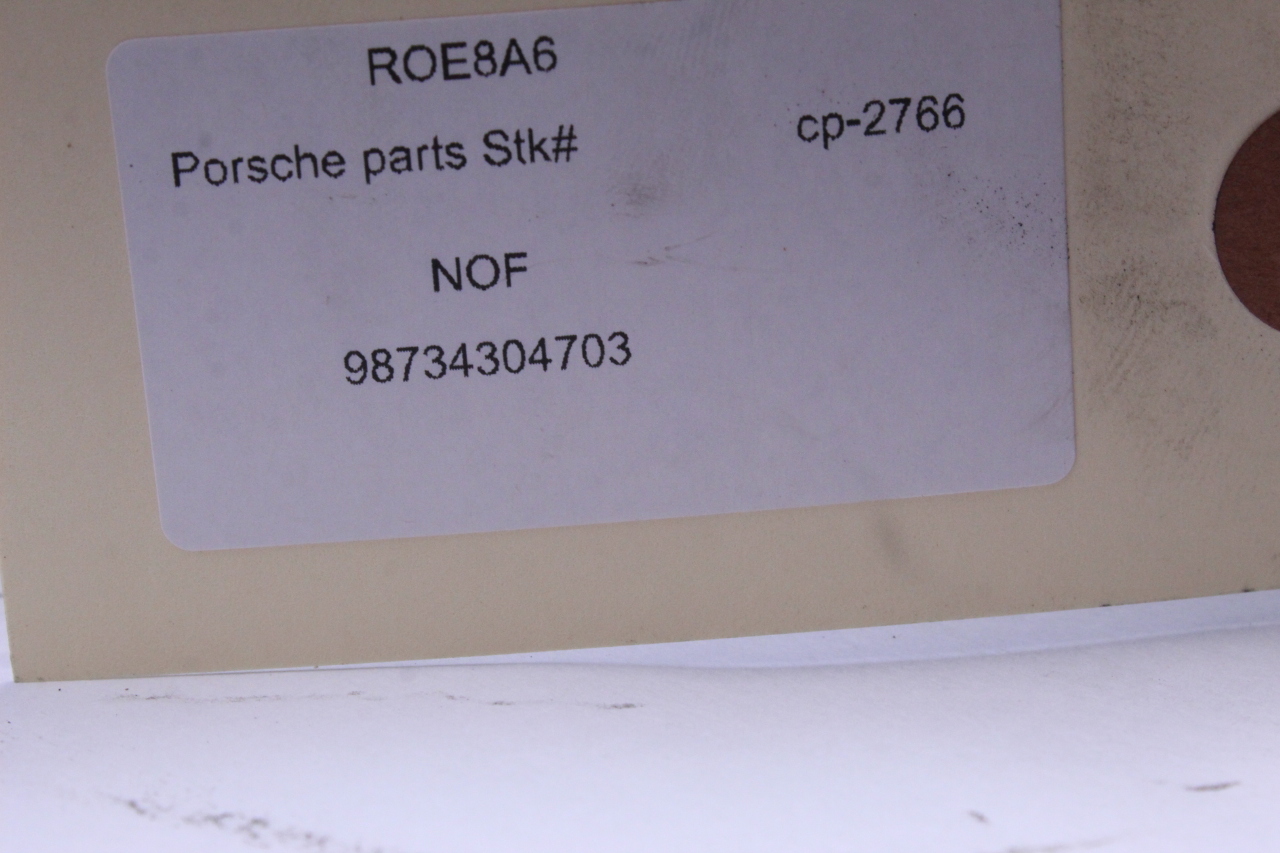 ROE8A6
Porsche parts Stk# cp-2766
NOF
98734304703